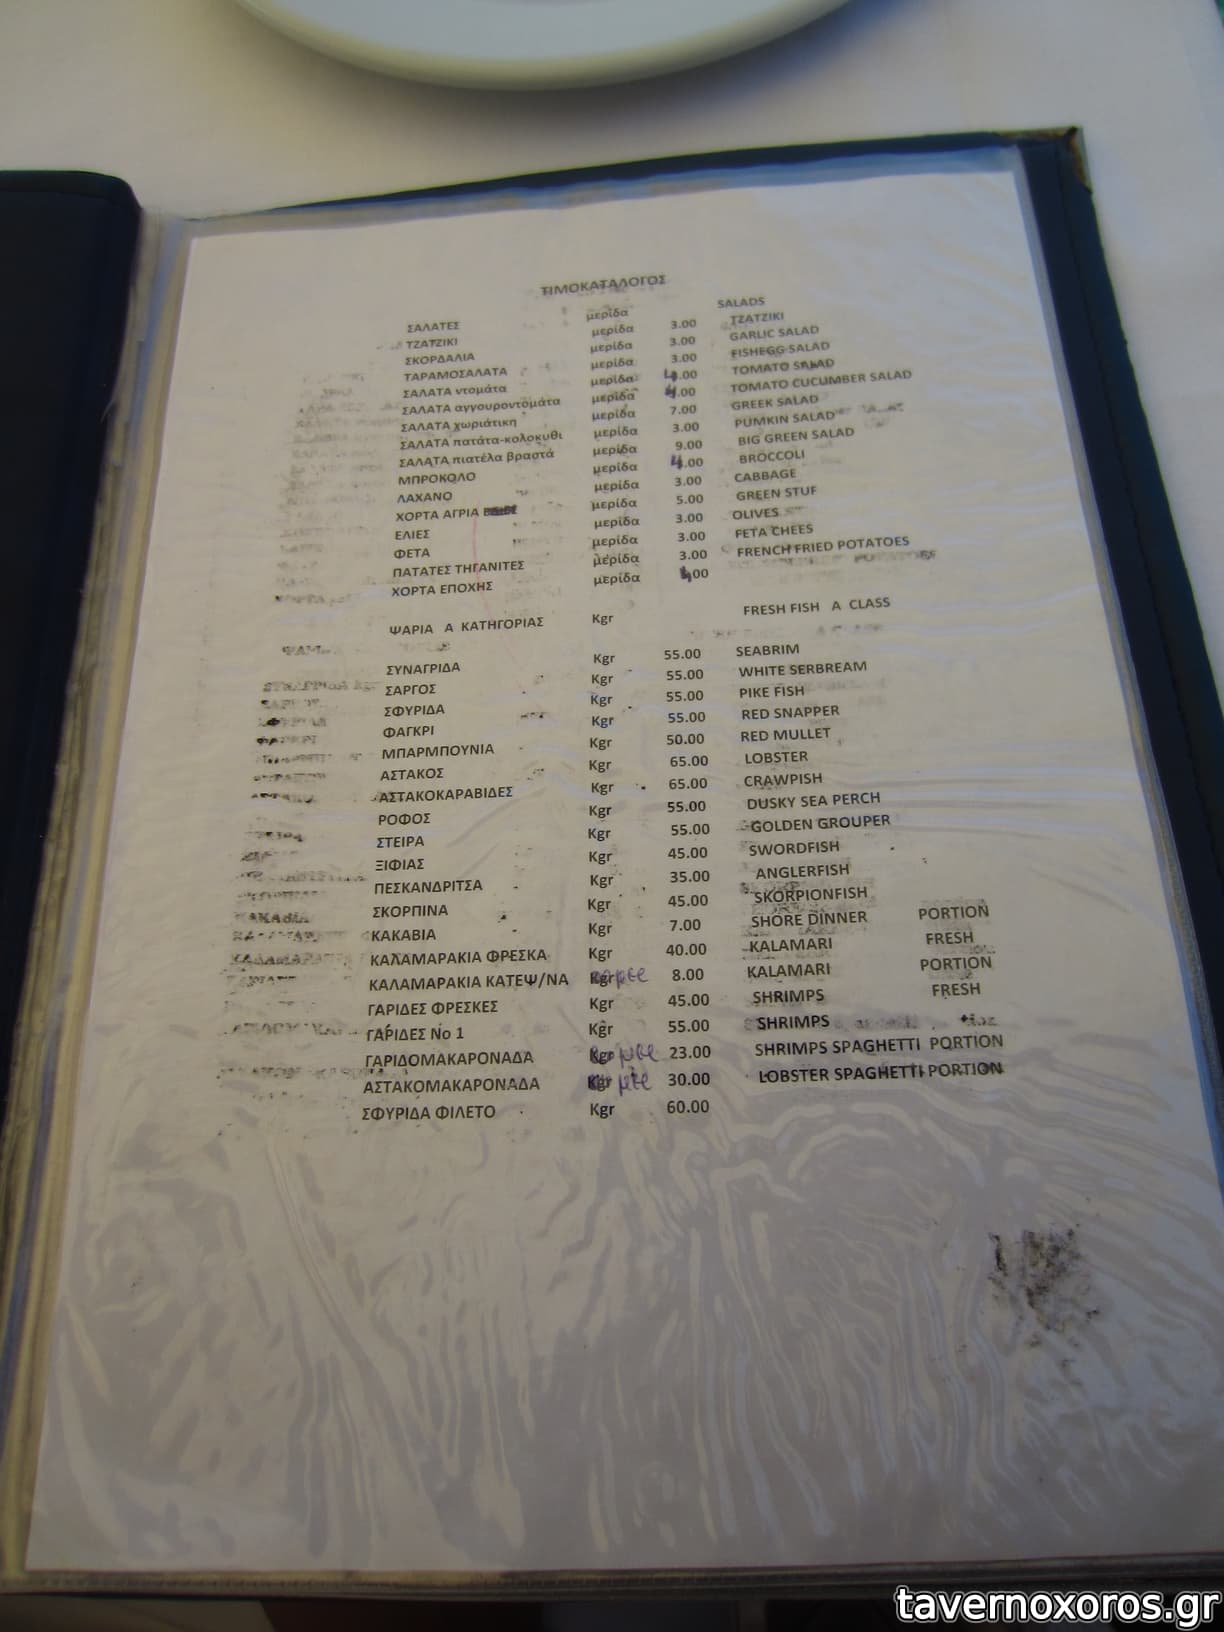 ΤΙΜΟΚΑΤΑΛΟΓΟΣ
ΣΑΛΑΤΕΣ μερίδα SALADS
TZATZIKI μερίδα 3.00 TZATZIKI
ΣΚΟΡΔΑΛΙΑ μερίδα 3.00 GARLIC SALAD
ΤΑΡΑΜΟΣΑΛΑΤΑ μερίδα 3.00 FISHEGG SALAD
ΣΑΛΑΤΑ ντομάτα μερίδα 4.00 TOMATO SALAD
ΣΑΛΑΤΑ αγγουροντομάτα μερίδα 4.00 TOMATO CUCUMBER SALAD
ΣΑΛΑΤΑ χωριάτικη μερίδα 7.00 GREEK SALAD
ΣΑΛΑΤΑ πατάτα-κολοκυθι μερίδα 3.00 PUMKIN SALAD
ΣΑΛΑΤΑ πιατέλα βραστά μερίδα 9.00 BIG GREEN SALAD
ΜΠΡΟΚΟΛΟ μερίδα 4.00 BROCCOLI
ΛΑΧΑΝΟ μερίδα 3.00 CABBAGE
ΧΟΡΤΑ ΑΓΡΙΑ μερίδα 5.00 GREEN STUF
ΕΛΙΕΣ μερίδα 3.00 OLIVES
ΦΕΤΑ μερίδα 3.00 FETA CHEES
ΠΑΤΑΤΕΣ ΤΗΓΑΝΙΤΕΣ μερίδα 3.00 FRENCH FRIED POTATOES
ΧΟΡΤΑ ΕΠΟΧΗΣ μερίδα 4.00
ΨΑΡΙΑ Α ΚΑΤΗΓΟΡΙΑΣ Kgr FRESH FISH A CLASS
ΣΥΝΑΓΡΙΔΑ Kgr 55.00 SEABRIM
ΣΑΡΓΟΣ Kgr 55.00 WHITE SERBREAM
ΣΦΥΡΙΔΑ Kgr 55.00 PIKE FISH
ΦΑΓΚΡΙ Kgr 55.00 RED SNAPPER
ΜΠΑΡΜΠΟΥΝΙΑ Kgr 50.00 RED MULLET
ΑΣΤΑΚΟΣ Kgr 65.00 LOBSTER
ΑΣΤΑΚΟΚΑΡΑΒΙΔΕΣ Kgr 65.00 CRAWPISH
ΡΟΦΟΣ Kgr 55.00 DUSKY SEA PERCH
ΣΤΕΙΡΑ Kgr 55.00 GOLDEN GROUPER
ΞΙΦΙΑΣ Kgr 45.00 SWORDFISH
ΠΕΣΚΑΝΔΡΙΤΣΑ Kgr 35.00 ANGLERFISH
ΣΚΟΡΠΙΝΑ Kgr 45.00 SKORPIONFISH
ΚΑΚΑΒΙΑ Kgr 7.00 SHORE DINNER PORTION
ΚΑΛΑΜΑΡΑΚΙΑ ΦΡΕΣΚΑ Kgr 40.00 KALAMARI FRESH
ΚΑΛΑΜΑΡΑΚΙΑ ΚΑΤΕΨ/ΝΑ 8.00 KALAMARI PORTION
ΓΑΡΙΔΕΣ ΦΡΕΣΚΕΣ Kgr 45.00 SHRIMPS FRESH
ΓΑΡΙΔΕΣ Νο 1 Kgr 55.00 SHRIMPS
ΓΑΡΙΔΟΜΑΚΑΡΟΝΑΔΑ 23.00 SHRIMPS SPAGHETTI PORTION
ΑΣΤΑΚΟΜΑΚΑΡΟΝΑΔΑ 30.00 LOBSTER SPAGHETTI PORTION
ΣΦΥΡΙΔΑ ΦΙΛΕΤΟ Kgr 60.00
tavernoxoros.gr